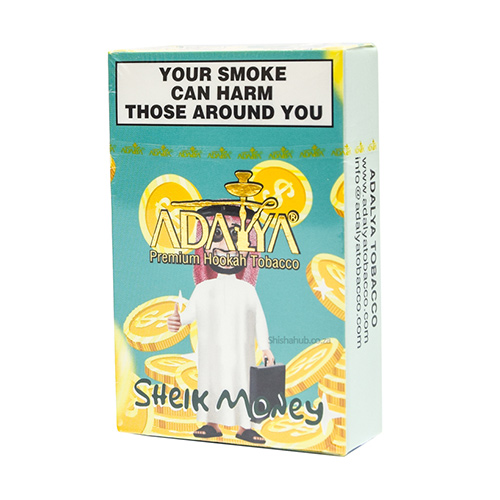 YOUR SMOKE
CAN HARM
THOSE AROUND YOU
ADALYA®
Premium Hookah Tobacco
Shishahub.co.za
SHEIK MONEY
ADALYA TOBACCO
www.adalyatobacco.com
info@adalyatobacco.com